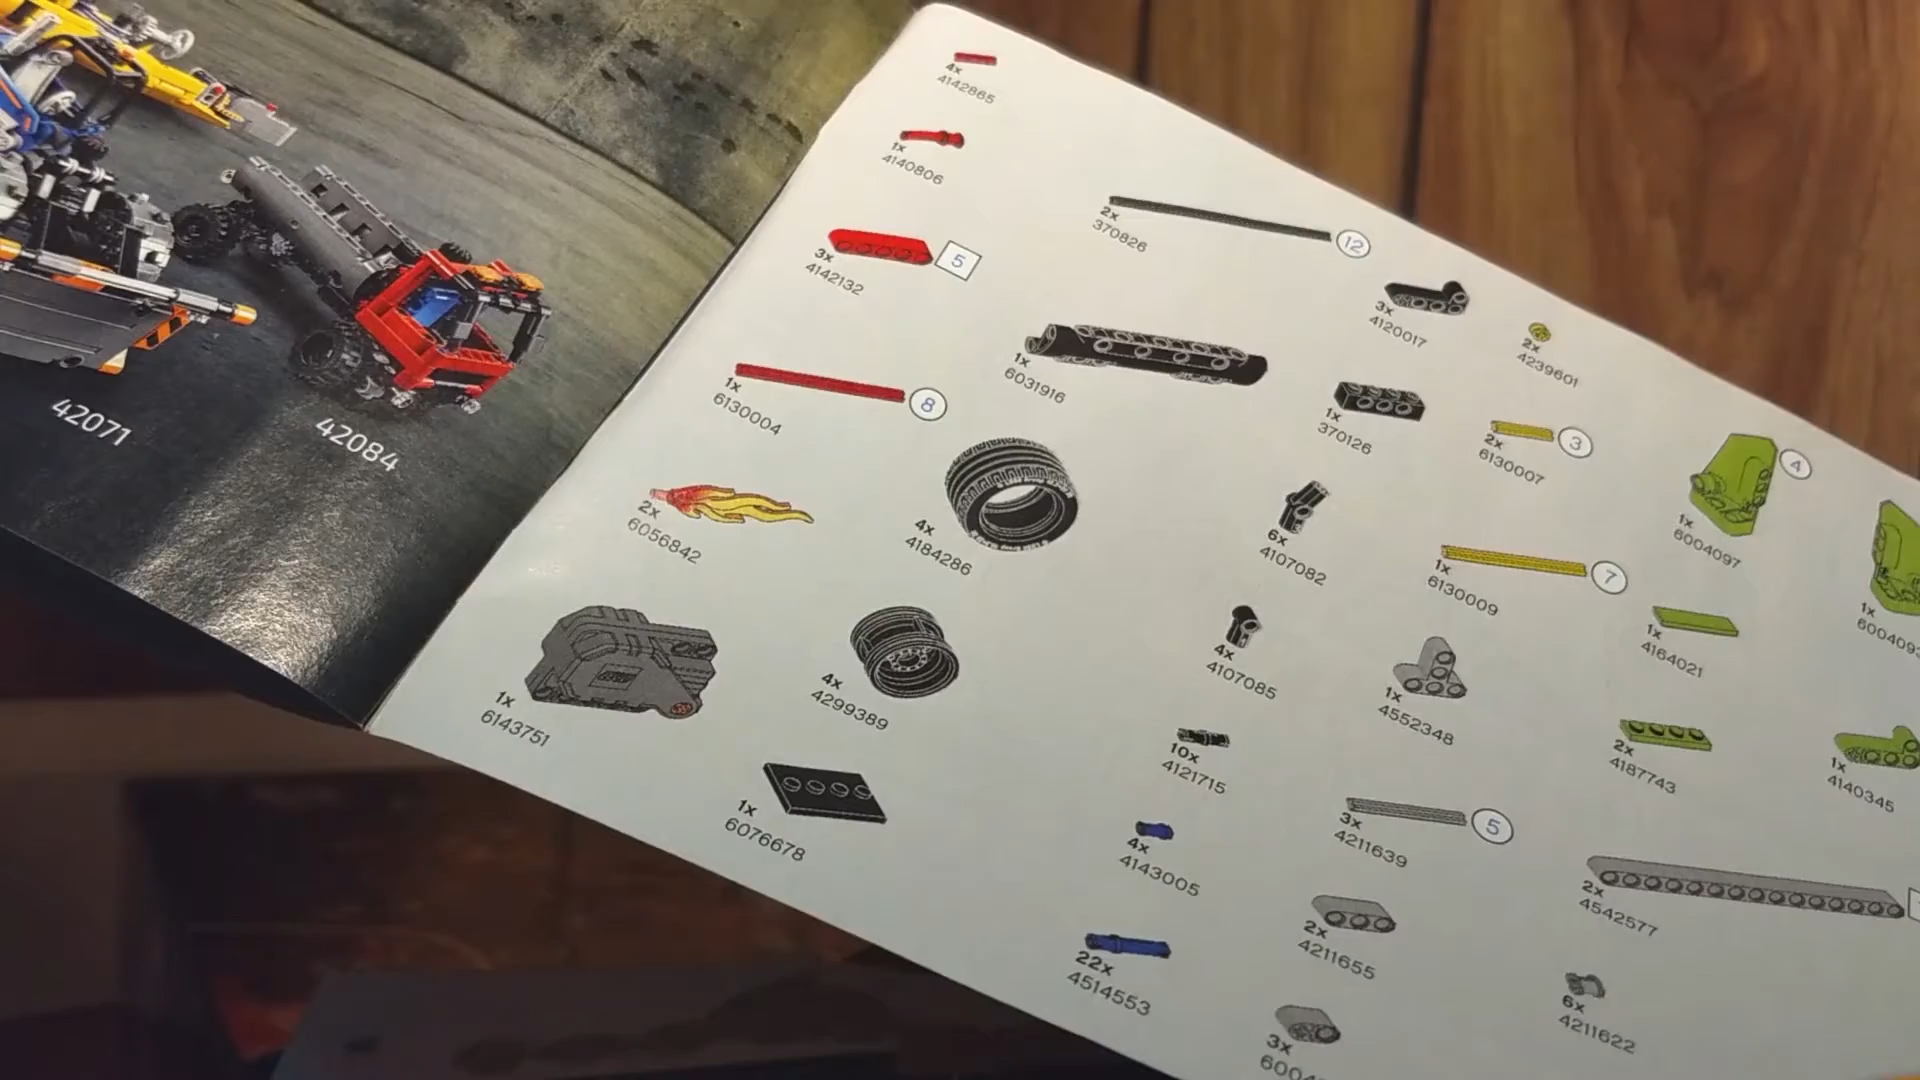 42071
42084
4x
4142865
1x
4140806
3x
4142132
5
1x
6130004
8
2x
6056842
1x
6143751
2x
370826
12
1x
6031916
4x
4184286
4x
4299389
1x
6076678
3x
4120017
1x
370126
6x
4107082
4x
4107085
10x
4121715
4x
4143005
22x
4514553
2x
4239601
2x
6130007
3
1x
6130009
7
1x
4552348
3x
4211639
5
2x
4211655
3x
1x
6004097
4
1x
4164021
2x
4187743
2x
4542577
6x
4211622
1x
1x
4140345